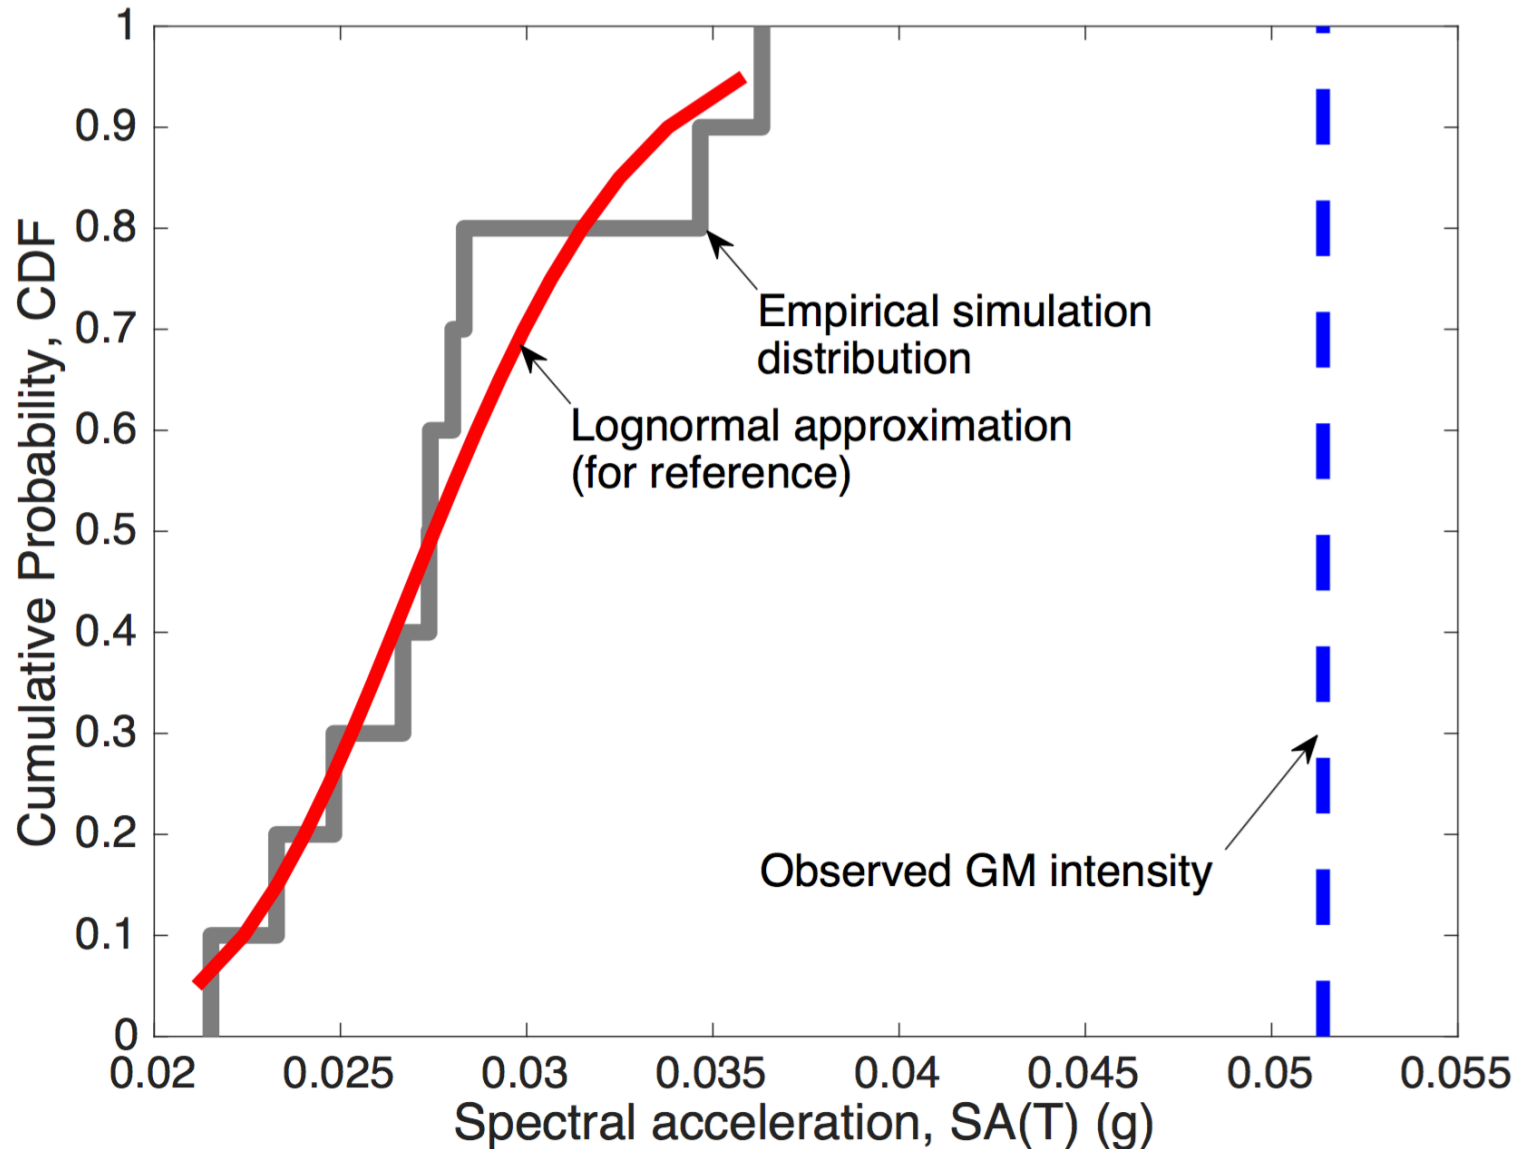 1
0.9
0.8
0.7
0.6
0.5
0.4
0.3
0.2
0.1
0
Cumulative Probability, CDF
Empirical simulation
distribution
Lognormal approximation
(for reference)
Observed GM intensity
0.02 0.025 0.03 0.035 0.04 0.045 0.05 0.055
Spectral acceleration, SA(T) (g)